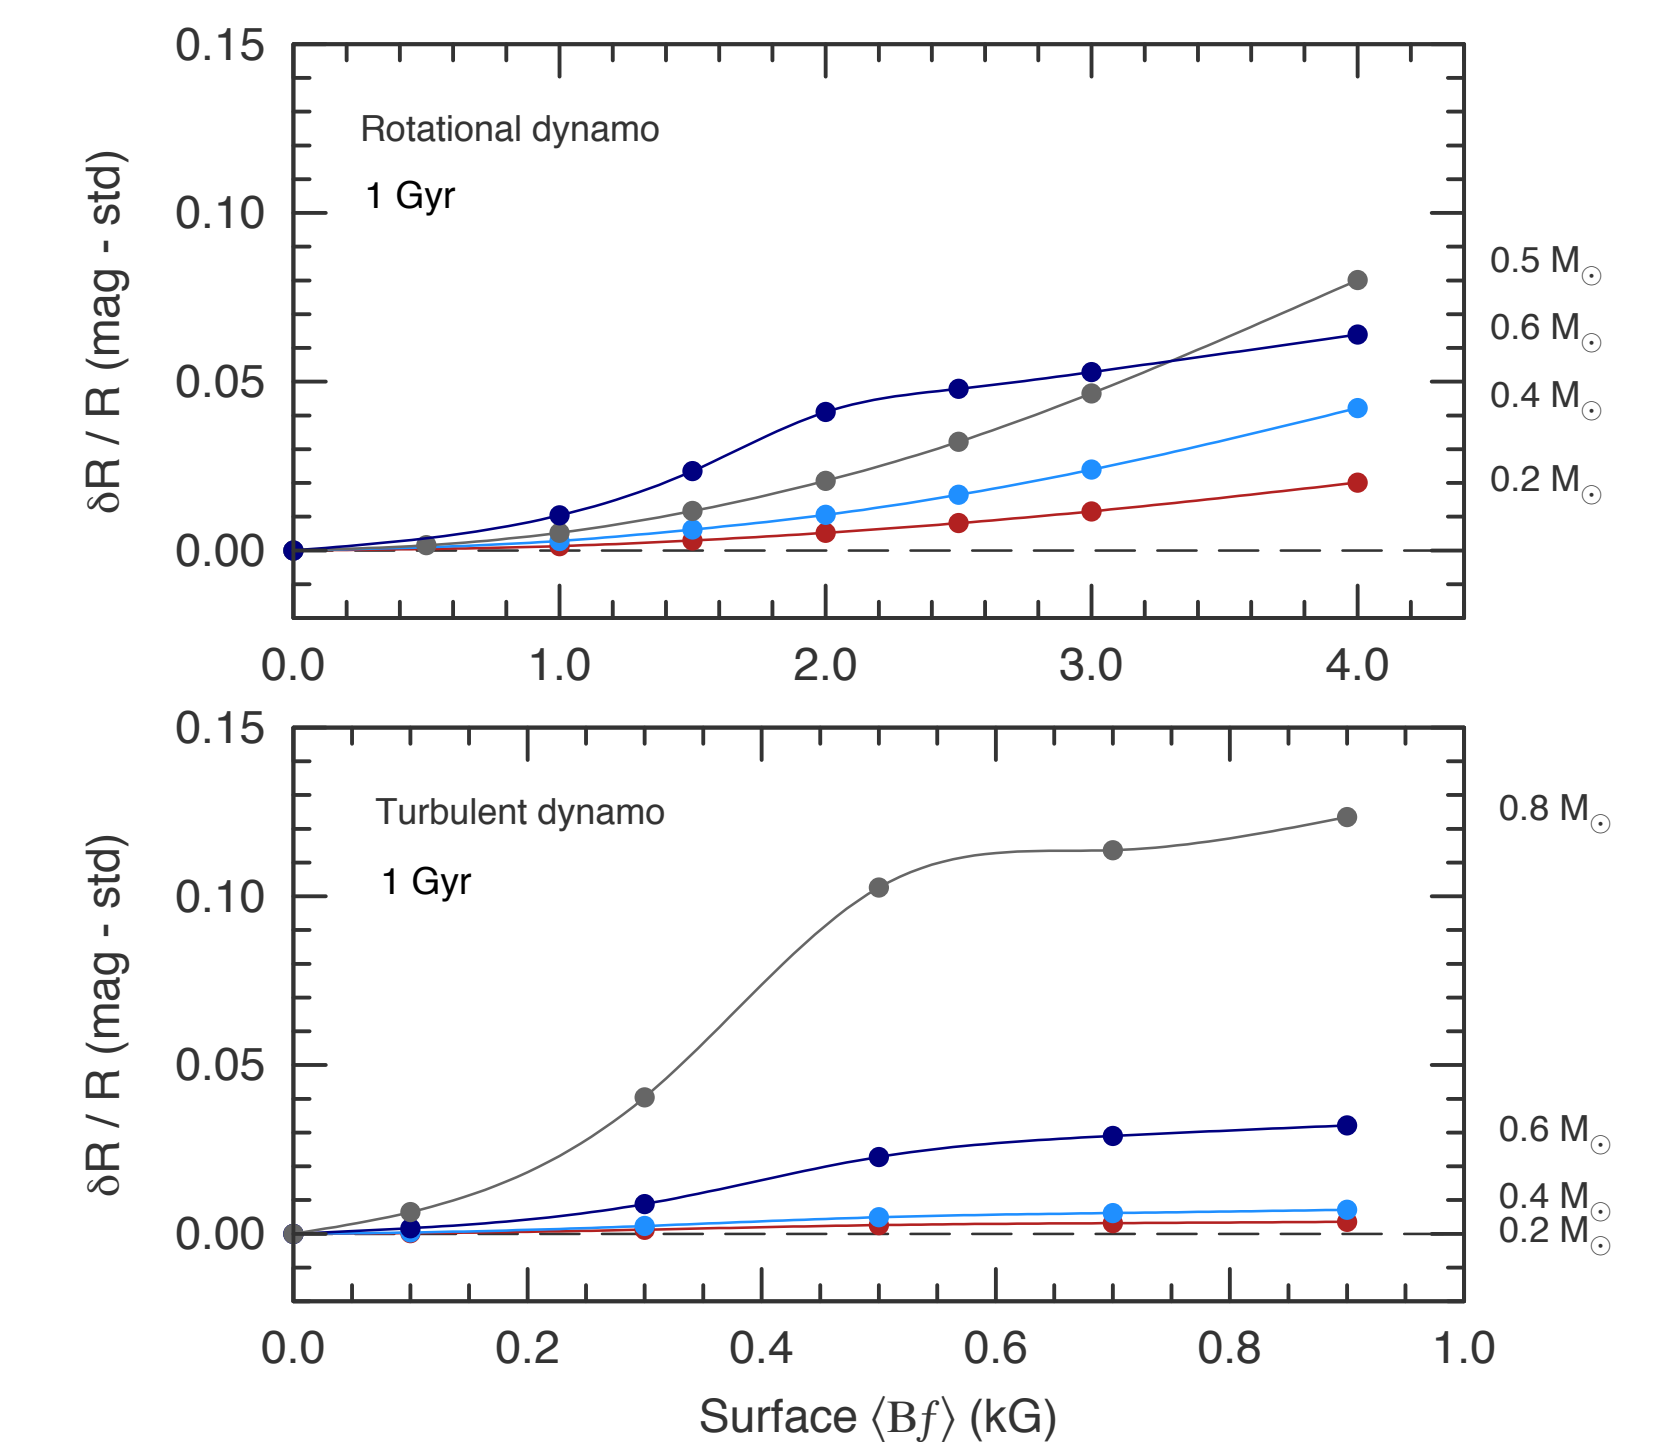 0.15
Rotational dynamo
1 Gyr
0.10
0.05
0.00
δR / R (mag - std)
0.5 M☉
0.6 M☉
0.4 M☉
0.2 M☉
0.0 1.0 2.0 3.0 4.0
0.15
Turbulent dynamo
1 Gyr
0.10
0.05
0.00
δR / R (mag - std)
0.8 M☉
0.6 M☉
0.4 M☉
0.2 M☉
0.0 0.2 0.4 0.6 0.8 1.0
Surface ⟨Bf⟩ (kG)